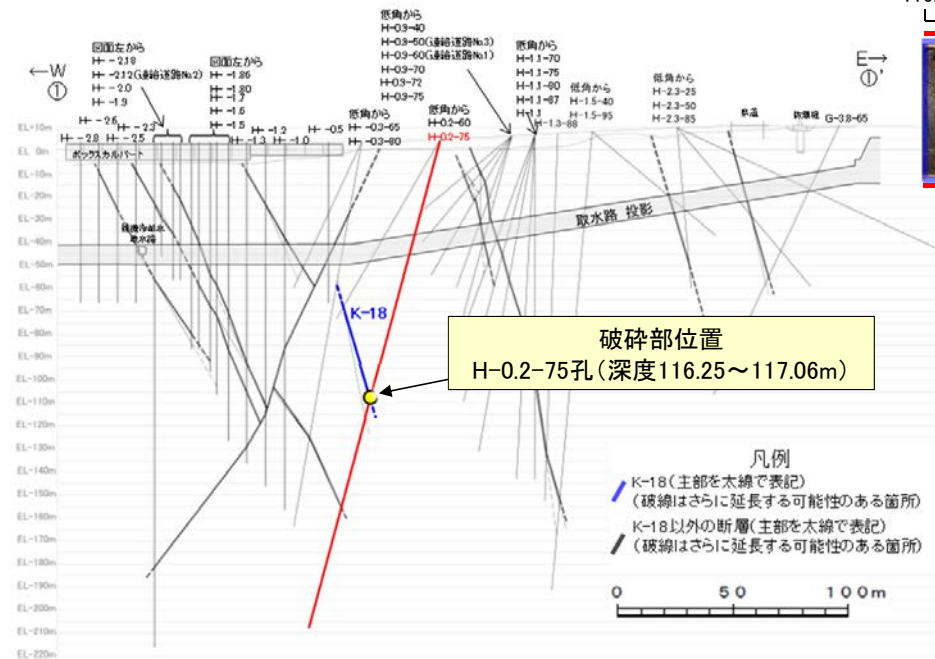 ←W
①
図面左から
H- -2.18
-2.12(連絡道路No.2)
H- -2.0
H- -1.9
図面左から
H- -1.86
H- -1.80
H- -1.7
H- -1.6
H- -1.5
低角から
H-0.9-40
H-0.9-50(連絡道路No.3)
H-0.9-60(連絡道路No.1)
H-0.9-70
H-0.9-72
H-0.9-75
低角から
H-1.1-70
H-1.1-75
H-1.1-80
H-1.1-87
H-1.1
H-1.3-88
低角から
H-1.5-40
H-1.5-95
低角から
H-2.3-25
H-2.3-50
H-2.3-85
防潮堤
G-3.8-65
E→
①'
H- -2.8
-2.6
H- -2.5
-2.3
-1.3
H- -1.2
H- -1.0
H- -0.5
低角から
H- -0.3-65
H- -0.3-80
低角から
H-0.2-60
H-0.2-75
ボックスカルバート
取水路 投影
EL+10m
EL 0m
EL-10m
EL-20m
EL-30m
EL-40m
EL-50m
EL-60m
EL-70m
EL-80m
EL-90m
EL-100m
EL-110m
EL-120m
EL-130m
EL-140m
EL-150m
EL-160m
EL-170m
EL-180m
EL-190m
EL-200m
EL-210m
EL-220m
K-18
破砕部位置
H-0.2-75孔(深度116.25～117.06m)
凡例
K-18(主部を太線で表記)
(破線はさらに延長する可能性のある箇所)
K-18以外の断層(主部を太線で表記)
(破線はさらに延長する可能性のある箇所)
0 50 100m